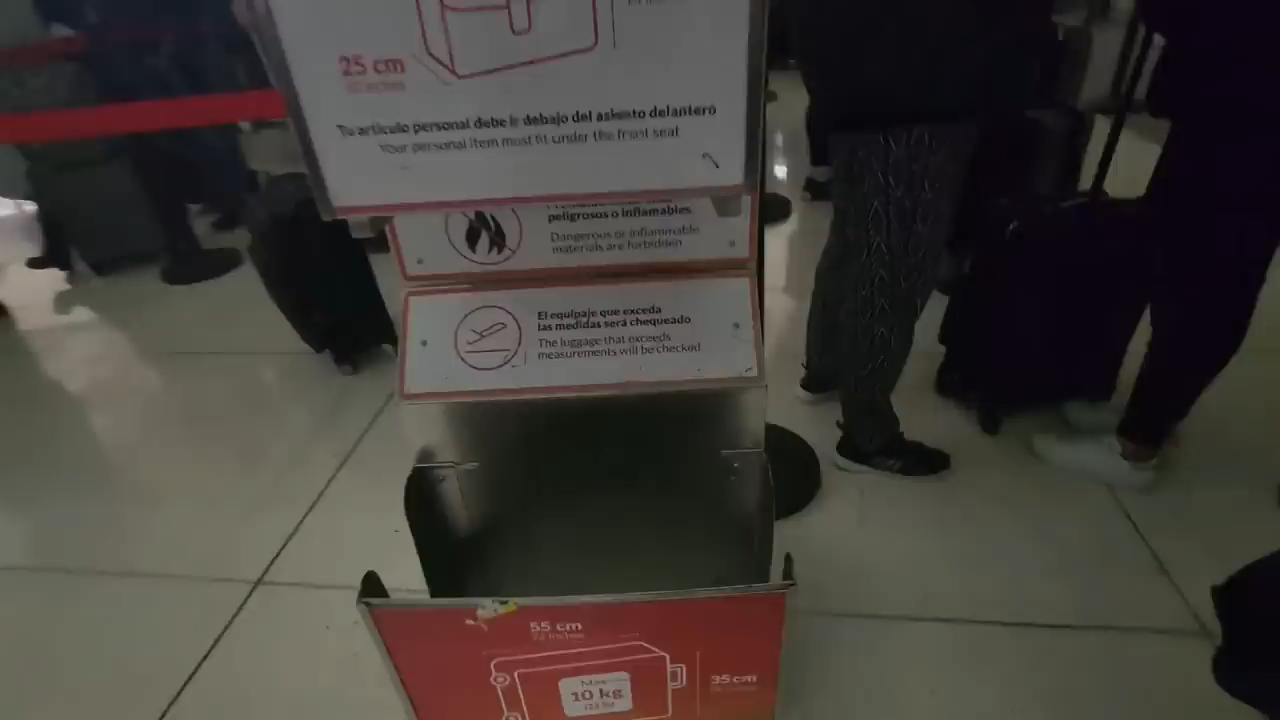 25 cm
Tu artículo personal debe ir debajo del asiento delantero
Your personal item must fit under the front seat
peligrosos o inflamables
Dangerous or inflammable
materials are forbidden
El equipaje que exceda
las medidas será chequeado
The luggage that exceeds
measurements will be checked
55 cm
35 cm
Max
10 kg